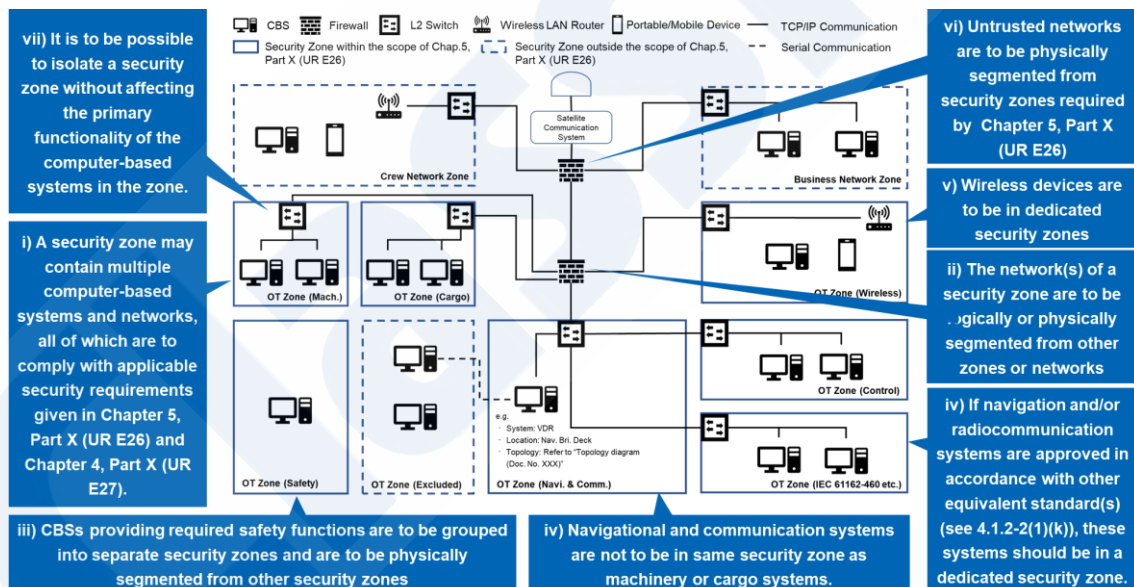 vii) It is to be possible
to isolate a security
zone without affecting
the primary
functionality of the
computer-based
systems in the zone.
i) A security zone may
contain multiple
computer-based
systems and networks,
all of which are to
comply with applicable
security requirements
given in Chapter 5,
Part X (UR E26) and
Chapter 4, Part X (UR
E27).
CBS
Firewall
L2 Switch
Wireless LAN Router
Portable/Mobile Device
TCP/IP Communication
Security Zone within the scope of Chap.5,
Part X (UR E26)
Security Zone outside the scope of Chap.5,
Part X (UR E26)
Serial Communication
Satellite
Communication
System
Crew Network Zone
Business Network Zone
OT Zone (Mach.)
OT Zone (Cargo)
OT Zone (Wireless)
OT Zone (Safety)
OT Zone (Excluded)
e.g.
· System: VDR
· Location: Nav. Bri. Deck
· Topology: Refer to "Topology diagram
(Doc. No. XXX)"
OT Zone (Navi. & Comm.)
OT Zone (Control)
OT Zone (IEC 61162-460 etc.)
vi) Untrusted networks
are to be physically
segmented from
security zones required
by Chapter 5, Part X
(UR E26)
v) Wireless devices are
to be in dedicated
security zones
ii) The network(s) of a
security zone are to be
logically or physically
segmented from other
zones or networks
iv) If navigation and/or
radiocommunication
systems are approved in
accordance with other
equivalent standard(s)
(see 4.1.2-2(1)(k)), these
systems should be in a
dedicated security zone.
iii) CBSs providing required safety functions are to be grouped
into separate security zones and are to be physically
segmented from other security zones
iv) Navigational and communication systems
are not to be in same security zone as
machinery or cargo systems.